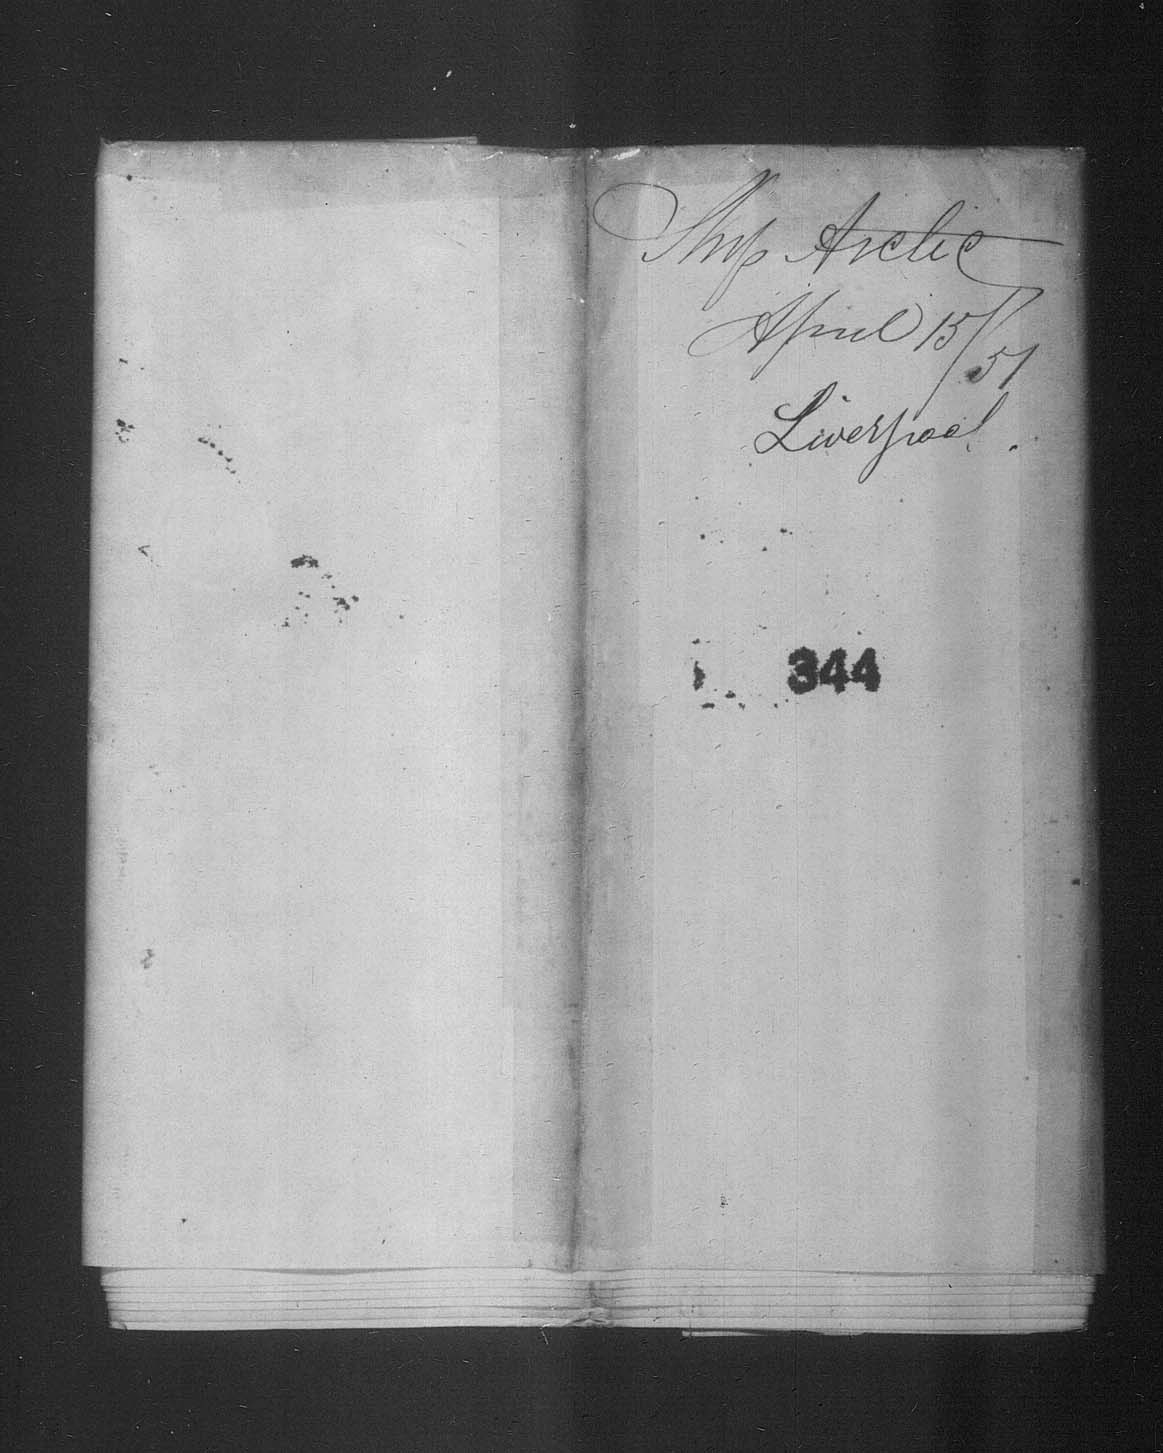 Ship Arctic
April 15/51
Liverpool.
344